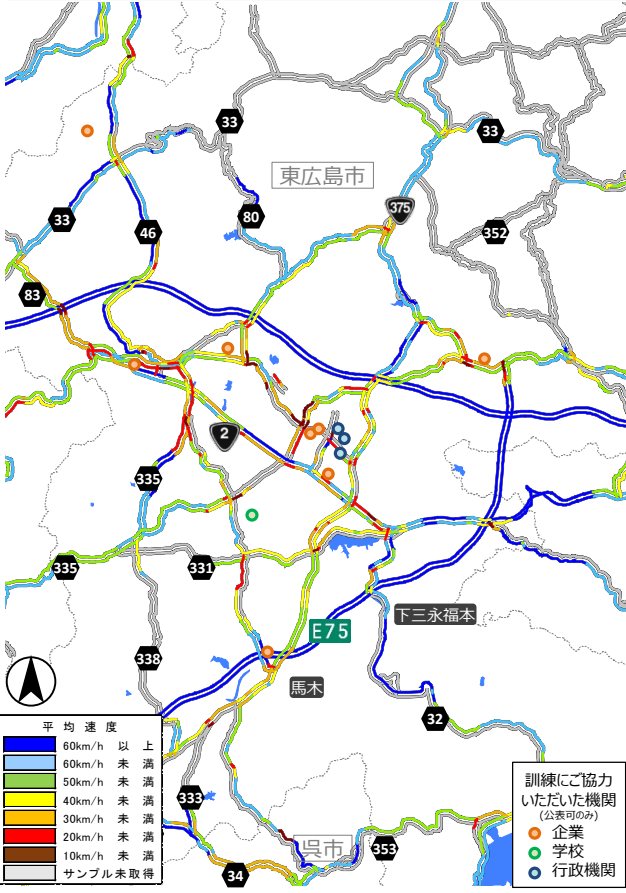 33
33
東広島市
375
33
80
46
352
83
2
335
335
331
下三永福本
E75
338
馬木
32
平均速度
60km/h 以上
60km/h 未満
50km/h 未満
40km/h 未満
30km/h 未満
20km/h 未満
10km/h 未満
サンプル未取得
333
呉市
353
34
訓練にご協力
いただいた機関
(公表可のみ)
企業
学校
行政機関